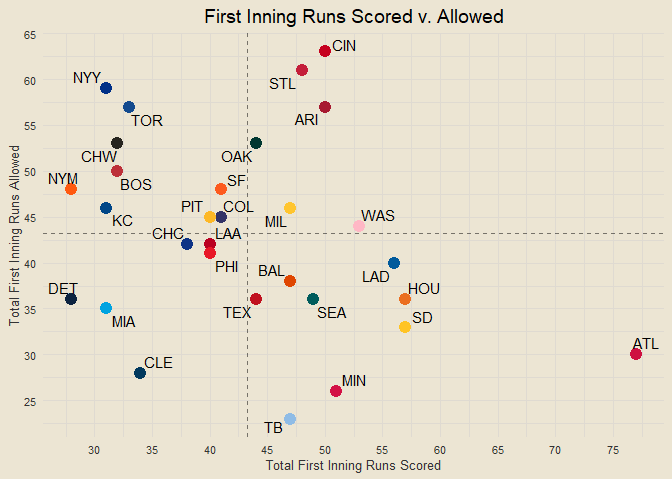 First Inning Runs Scored v. Allowed
Total First Inning Runs Allowed
65
60
55
50
45
40
35
30
25
CIN
STL
NYY
TOR
ARI
CHW
OAK
BOS
NYM
SF
KC
PIT
COL
MIL
WAS
CHC
LAA
PHI
LAD
BAL
DET
MIA
TEX
SEA
HOU
SD
ATL
CLE
MIN
TB
30 35 40 45 50 55 60 65 70 75
Total First Inning Runs Scored